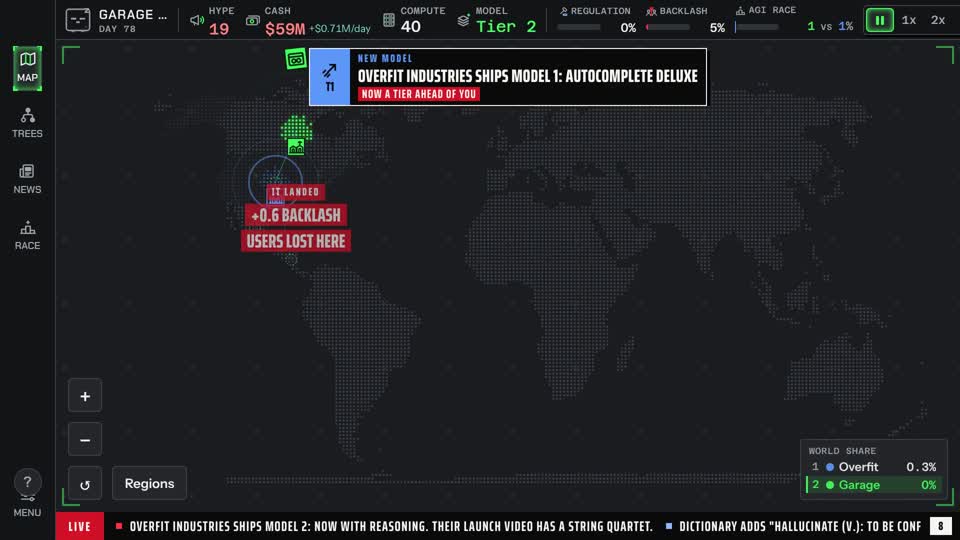 GARAGE ...
DAY 78
HYPE
19
CASH
$59M
+$0.71M/day
COMPUTE
40
MODEL
Tier 2
REGULATION
0%
BACKLASH
5%
AGI RACE
1 vs 1%
1x
2x
MAP
TREES
NEWS
RACE
?
MENU
T1
NEW MODEL
OVERFIT INDUSTRIES SHIPS MODEL 1: AUTOCOMPLETE DELUXE
NOW A TIER AHEAD OF YOU
IT LANDED
+0.6 BACKLASH
USERS LOST HERE
+
−
↺
Regions
WORLD SHARE
1 Overfit 0.3%
2 Garage 0%
LIVE
OVERFIT INDUSTRIES SHIPS MODEL 2: NOW WITH REASONING. THEIR LAUNCH VIDEO HAS A STRING QUARTET.
DICTIONARY ADDS "HALLUCINATE (V.): TO BE CONF
8